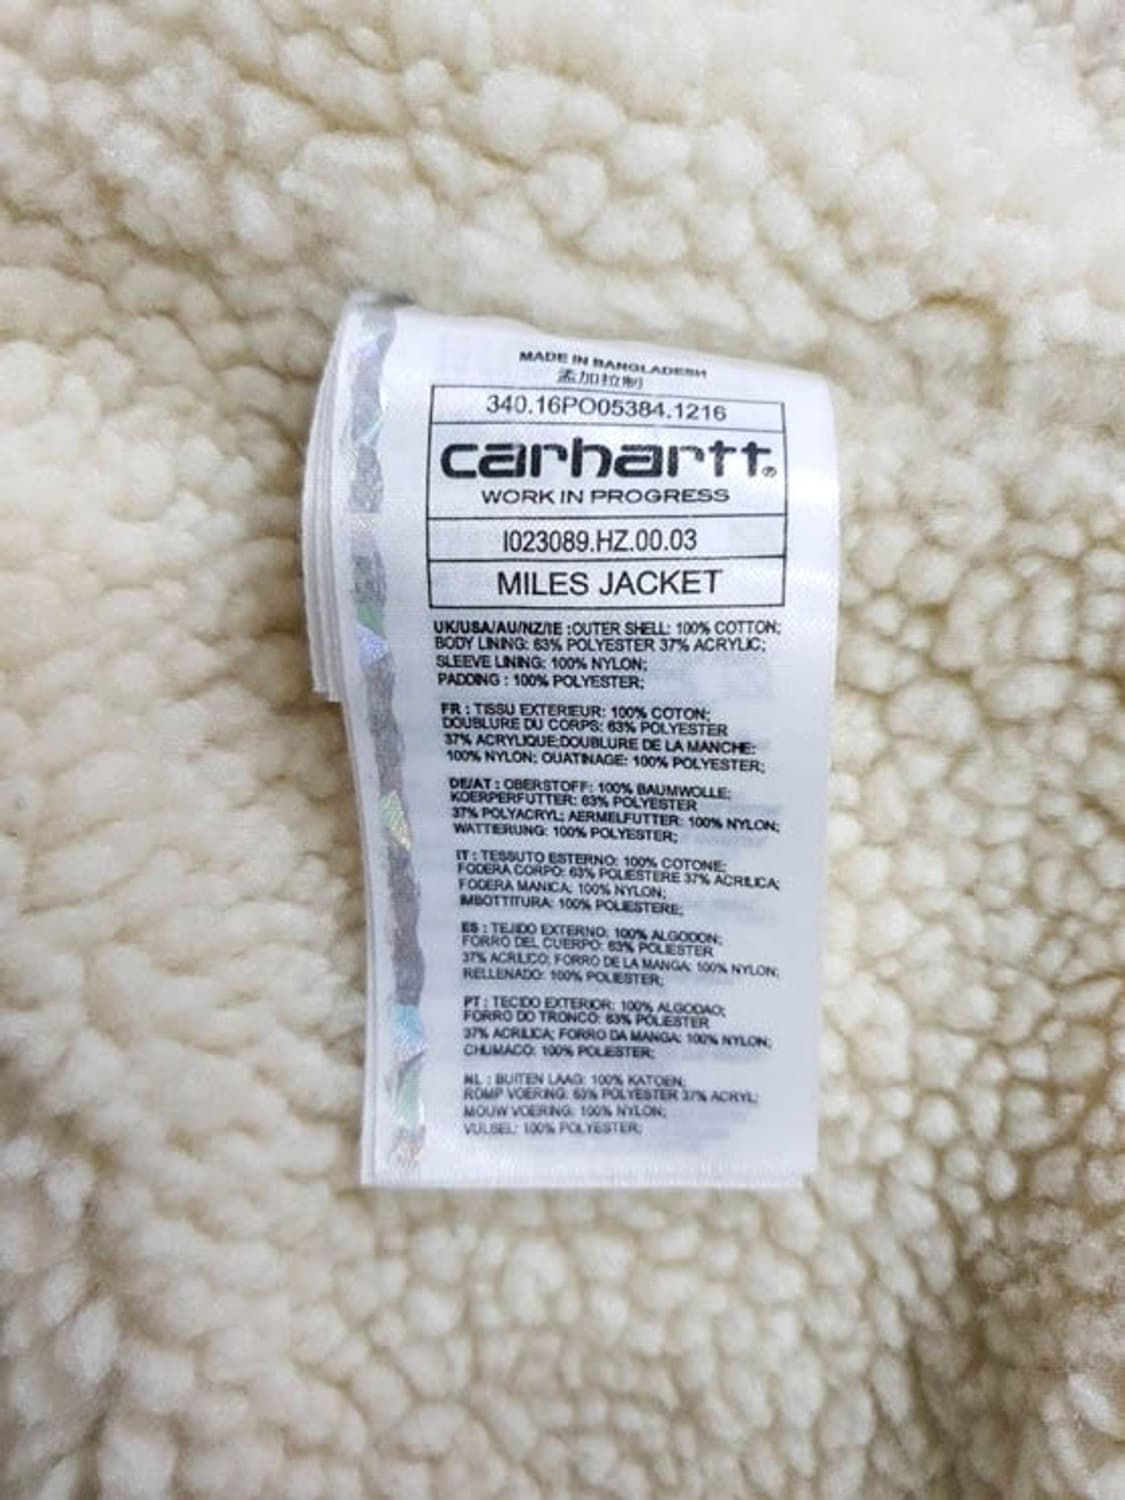 MADE IN BANGLADESH
孟加拉制
340.16PO05384.1216
carhartt®
WORK IN PROGRESS
I023089.HZ.00.03
MILES JACKET
UK/USA/AU/NZ/IE :OUTER SHELL: 100% COTTON;
BODY LINING: 63% POLYESTER 37% ACRYLIC;
SLEEVE LINING: 100% NYLON;
PADDING : 100% POLYESTER;
FR : TISSU EXTERIEUR: 100% COTON;
DOUBLURE DU CORPS: 63% POLYESTER
37% ACRYLIQUE;DOUBLURE DE LA MANCHE:
100% NYLON; OUATINAGE: 100% POLYESTER;
DE/AT : OBERSTOFF: 100% BAUMWOLLE;
KOERPERFUTTER: 63% POLYESTER
37% POLYACRYL; AERMELFUTTER: 100% NYLON;
WATTIERUNG: 100% POLYESTER;
IT : TESSUTO ESTERNO: 100% COTONE;
FODERA CORPO: 63% POLIESTERE 37% ACRILICA;
FODERA MANICA: 100% NYLON;
IMBOTTITURA: 100% POLIESTERE;
ES : TEJIDO EXTERNO: 100% ALGODON;
FORRO DEL CUERPO: 63% POLIESTER
37% ACRILICO; FORRO DE LA MANGA: 100% NYLON;
RELLENADO: 100% POLIESTER;
PT : TECIDO EXTERIOR: 100% ALGODAO;
FORRO DO TRONCO: 63% POLIESTER
37% ACRILICA; FORRO DA MANGA: 100% NYLON;
CHUMACO: 100% POLIESTER;
NL : BUITEN LAAG: 100% KATOEN;
ROMP VOERING: 63% POLYESTER 37% ACRYL;
MOUW VOERING: 100% NYLON;
VULSEL: 100% POLYESTER;